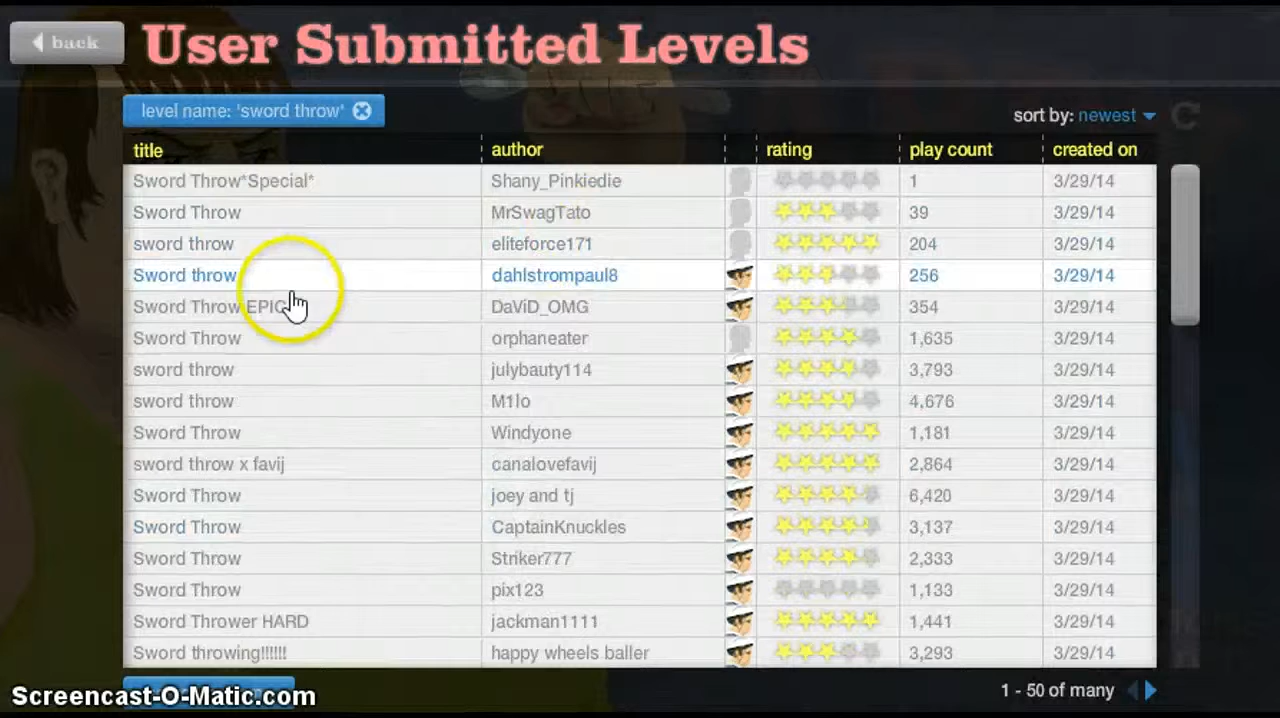 back
User Submitted Levels
level name: 'sword throw'
sort by: newest
title author rating play count created on
Sword Throw*Special* Shany_Pinkiedie 1 3/29/14
Sword Throw MrSwagTato 39 3/29/14
sword throw eliteforce171 204 3/29/14
Sword throw dahlstrompaul8 256 3/29/14
Sword Throw EPIC DaViD_OMG 354 3/29/14
Sword Throw orphaneater 1,635 3/29/14
sword throw julybauty114 3,793 3/29/14
sword throw M1lo 4,676 3/29/14
Sword Throw Windyone 1,181 3/29/14
sword throw x favij canalovefavij 2,864 3/29/14
Sword Throw joey and tj 6,420 3/29/14
Sword Throw CaptainKnuckles 3,137 3/29/14
Sword Throw Striker777 2,333 3/29/14
Sword Throw pix123 1,133 3/29/14
Sword Thrower HARD jackman1111 1,441 3/29/14
Sword throwing!!!!!! happy wheels baller 3,293 3/29/14
Screencast-O-Matic.com
1 - 50 of many